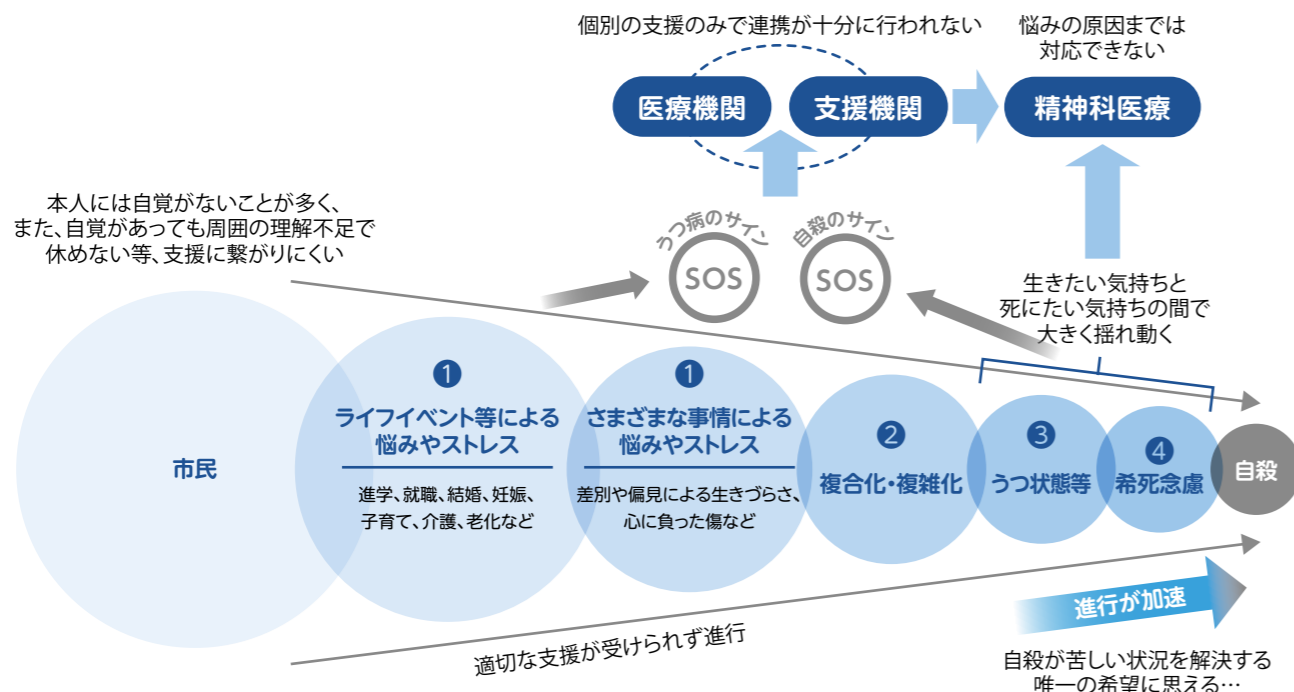 個別の支援のみで連携が十分に行われない
悩みの原因までは
対応できない
医療機関
支援機関
精神科医療
本人には自覚がないことが多く、
また、自覚があっても周囲の理解不足で
休めない等、支援に繋がりにくい
うつ病のサイン
SOS
自殺のサイン
SOS
生きたい気持ちと
死にたい気持ちの間で
大きく揺れ動く
市民
1
ライフイベント等による
悩みやストレス
進学、就職、結婚、妊娠、
子育て、介護、老化など
1
さまざまな事情による
悩みやストレス
差別や偏見による生きづらさ、
心に負った傷など
2
複合化・複雑化
3
うつ状態等
4
希死念慮
自殺
適切な支援が受けられず進行
進行が加速
自殺が苦しい状況を解決する
唯一の希望に思える…